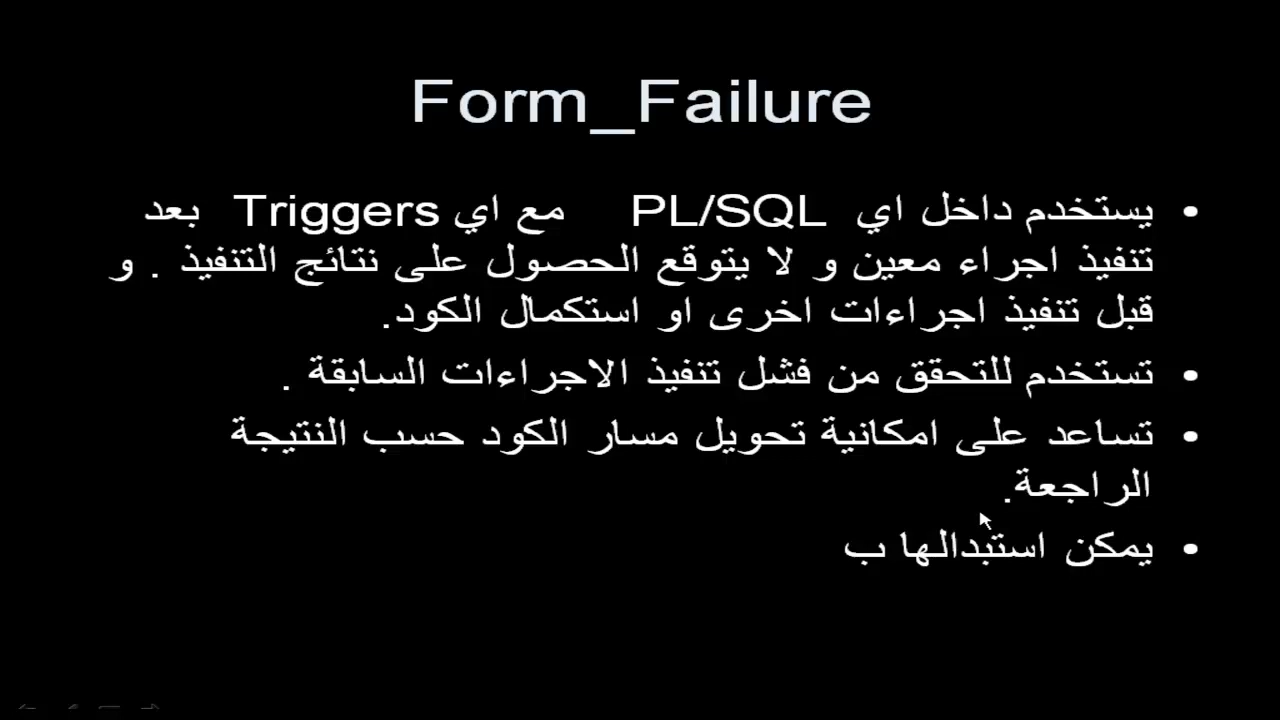 Form_Failure
• يستخدم داخل اي PL/SQL مع اي Triggers بعد
تنفيذ اجراء معين و لا يتوقع الحصول على نتائج التنفيذ . و
قبل تنفيذ اجراءات اخرى او استكمال الكود.
• تستخدم للتحقق من فشل تنفيذ الاجراءات السابقة .
• تساعد على امكانية تحويل مسار الكود حسب النتيجة
الراجعة.
• يمكن استبدالها ب